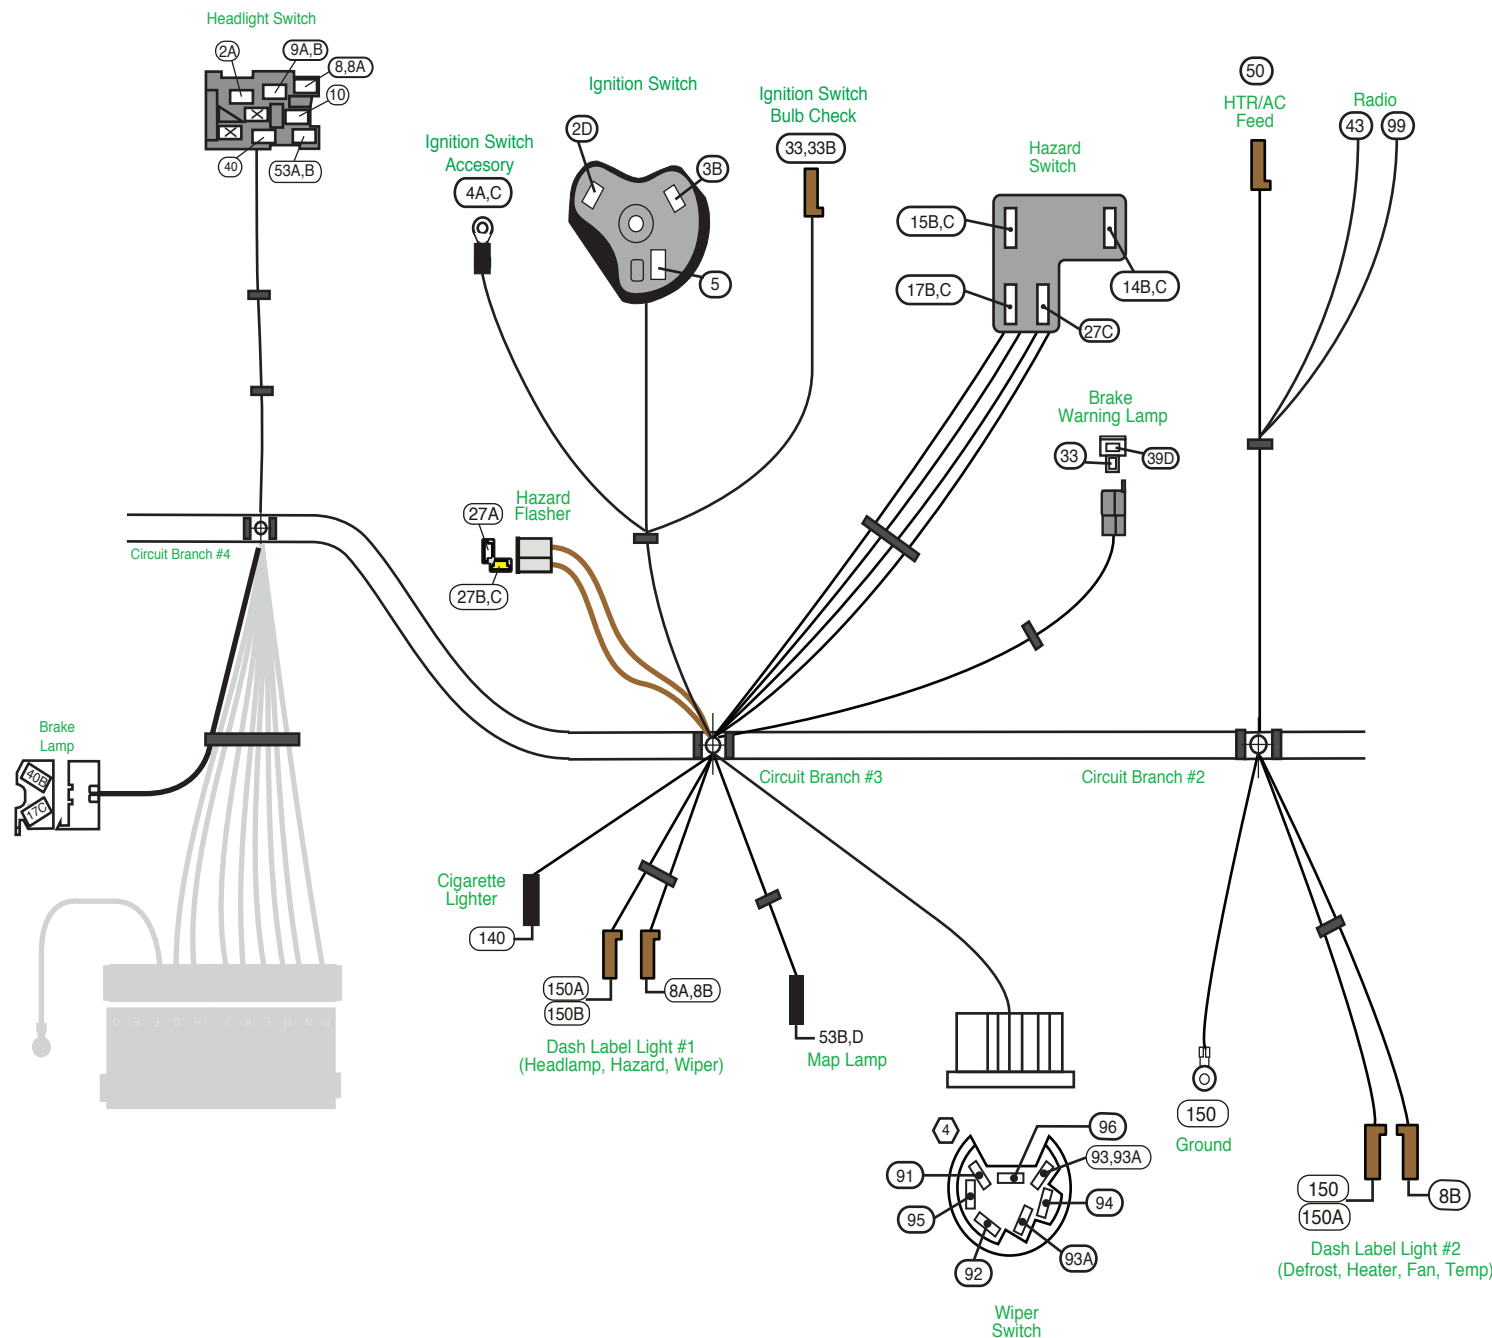 Headlight Switch
2A
9A,B
8,8A
10
40
53A,B
Ignition Switch
Accesory
4A,C
Ignition Switch
2D
3B
5
Ignition Switch
Bulb Check
33,33B
Hazard
Switch
15B,C
17B,C
14B,C
27C
50
HTR/AC
Feed
Radio
43
99
Brake
Warning Lamp
33
39D
Hazard
Flasher
27A
27B,C
Circuit Branch #4
Brake
Lamp
40B
17C
D E F G H J K L M N P
Circuit Branch #3
Circuit Branch #2
Cigarette
Lighter
140
150A
150B
8A,8B
Dash Label Light #1
(Headlamp, Hazard, Wiper)
53B,D
Map Lamp
4
96
93,93A
91
94
95
93A
92
Wiper
Switch
150
Ground
150
150A
8B
Dash Label Light #2
(Defrost, Heater, Fan, Temp)